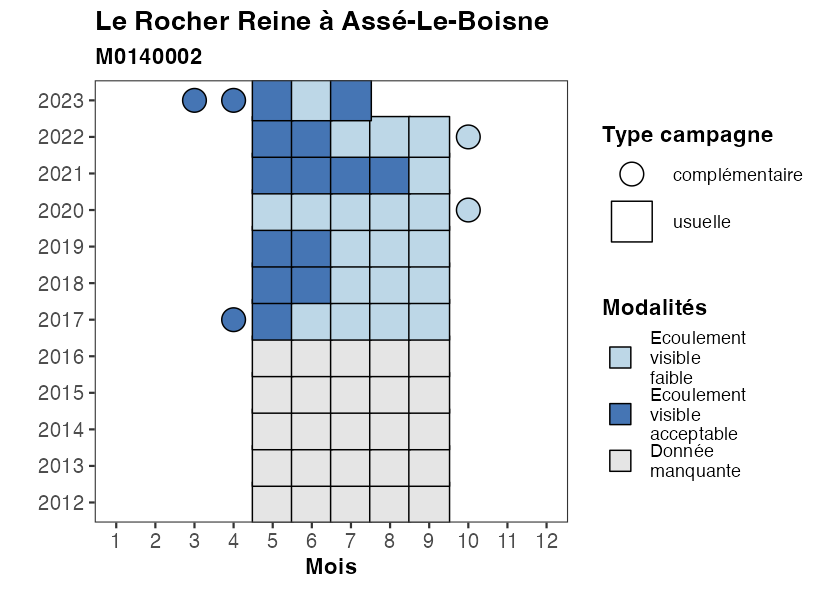 Le Rocher Reine à Assé-Le-Boisne
M0140002
2023
2022
2021
2020
2019
2018
2017
2016
2015
2014
2013
2012
1 2 3 4 5 6 7 8 9 10 11 12
Mois
Type campagne
complémentaire
usuelle
Modalités
Ecoulement
visible
faible
Ecoulement
visible
acceptable
Donnée
manquante